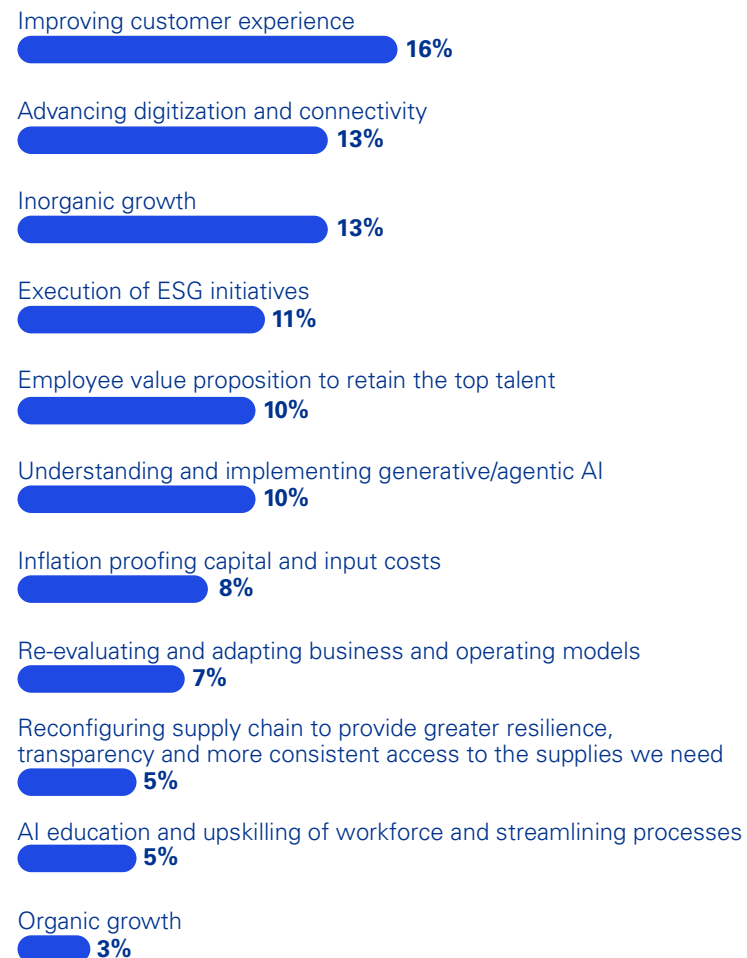 Improving customer experience
16%
Advancing digitization and connectivity
13%
Inorganic growth
13%
Execution of ESG initiatives
11%
Employee value proposition to retain the top talent
10%
Understanding and implementing generative/agentic AI
10%
Inflation proofing capital and input costs
8%
Re-evaluating and adapting business and operating models
7%
Reconfiguring supply chain to provide greater resilience,
transparency and more consistent access to the supplies we need
5%
AI education and upskilling of workforce and streamlining processes
5%
Organic growth
3%